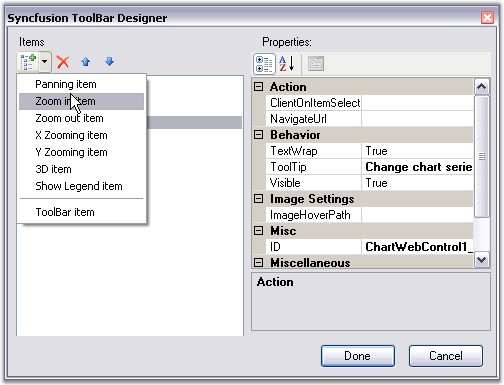 Syncfusion ToolBar Designer
Items
Properties:
Panning item
Zoom in item
Zoom out item
X Zooming item
Y Zooming item
3D item
Show Legend item
ToolBar item
Action
ClientOnItemSelect
NavigateUrl
Behavior
TextWrap True
ToolTip Change chart serie
Visible True
Image Settings
ImageHoverPath
Misc
ID ChartWebControl1_
Miscellaneous
Action
Done
Cancel